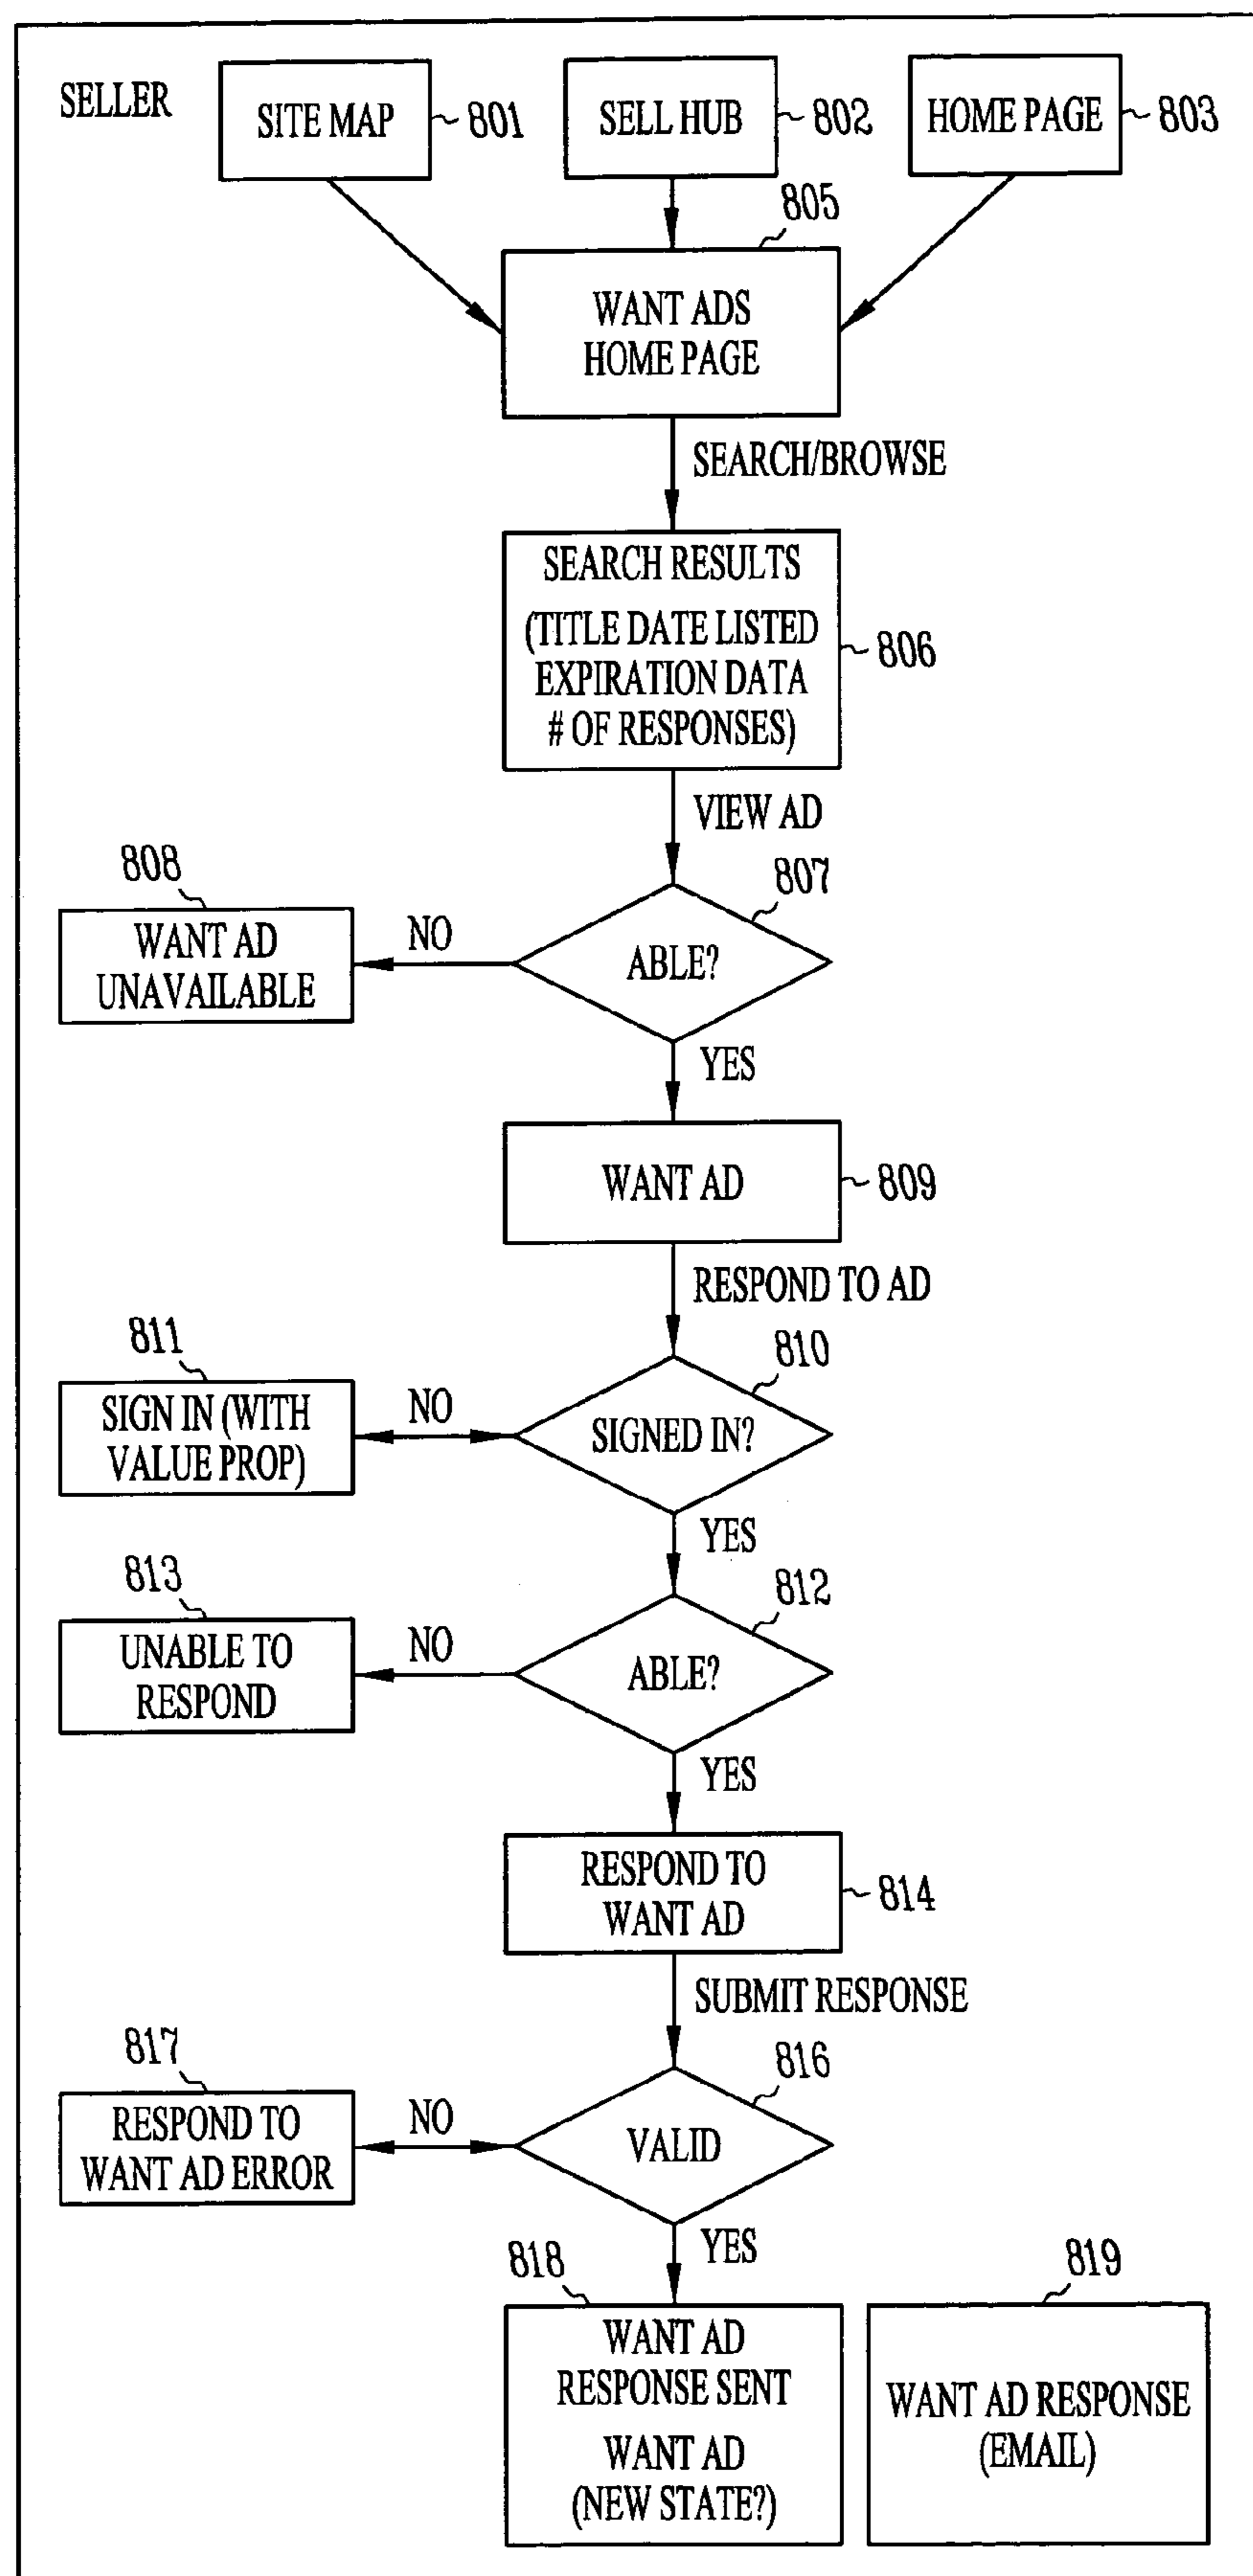 SELLER
SITE MAP
801
SELL HUB
802
HOME PAGE
803
805
WANT ADS
HOME PAGE
SEARCH/BROWSE
SEARCH RESULTS
(TITLE DATE LISTED
EXPIRATION DATA
# OF RESPONSES)
806
VIEW AD
807
ABLE?
NO
808
WANT AD
UNAVAILABLE
YES
WANT AD
809
RESPOND TO AD
810
SIGNED IN?
NO
811
SIGN IN (WITH
VALUE PROP)
YES
812
ABLE?
NO
813
UNABLE TO
RESPOND
YES
RESPOND TO
WANT AD
814
SUBMIT RESPONSE
816
VALID
NO
817
RESPOND TO
WANT AD ERROR
YES
818
WANT AD
RESPONSE SENT
WANT AD
(NEW STATE?)
819
WANT AD RESPONSE
(EMAIL)